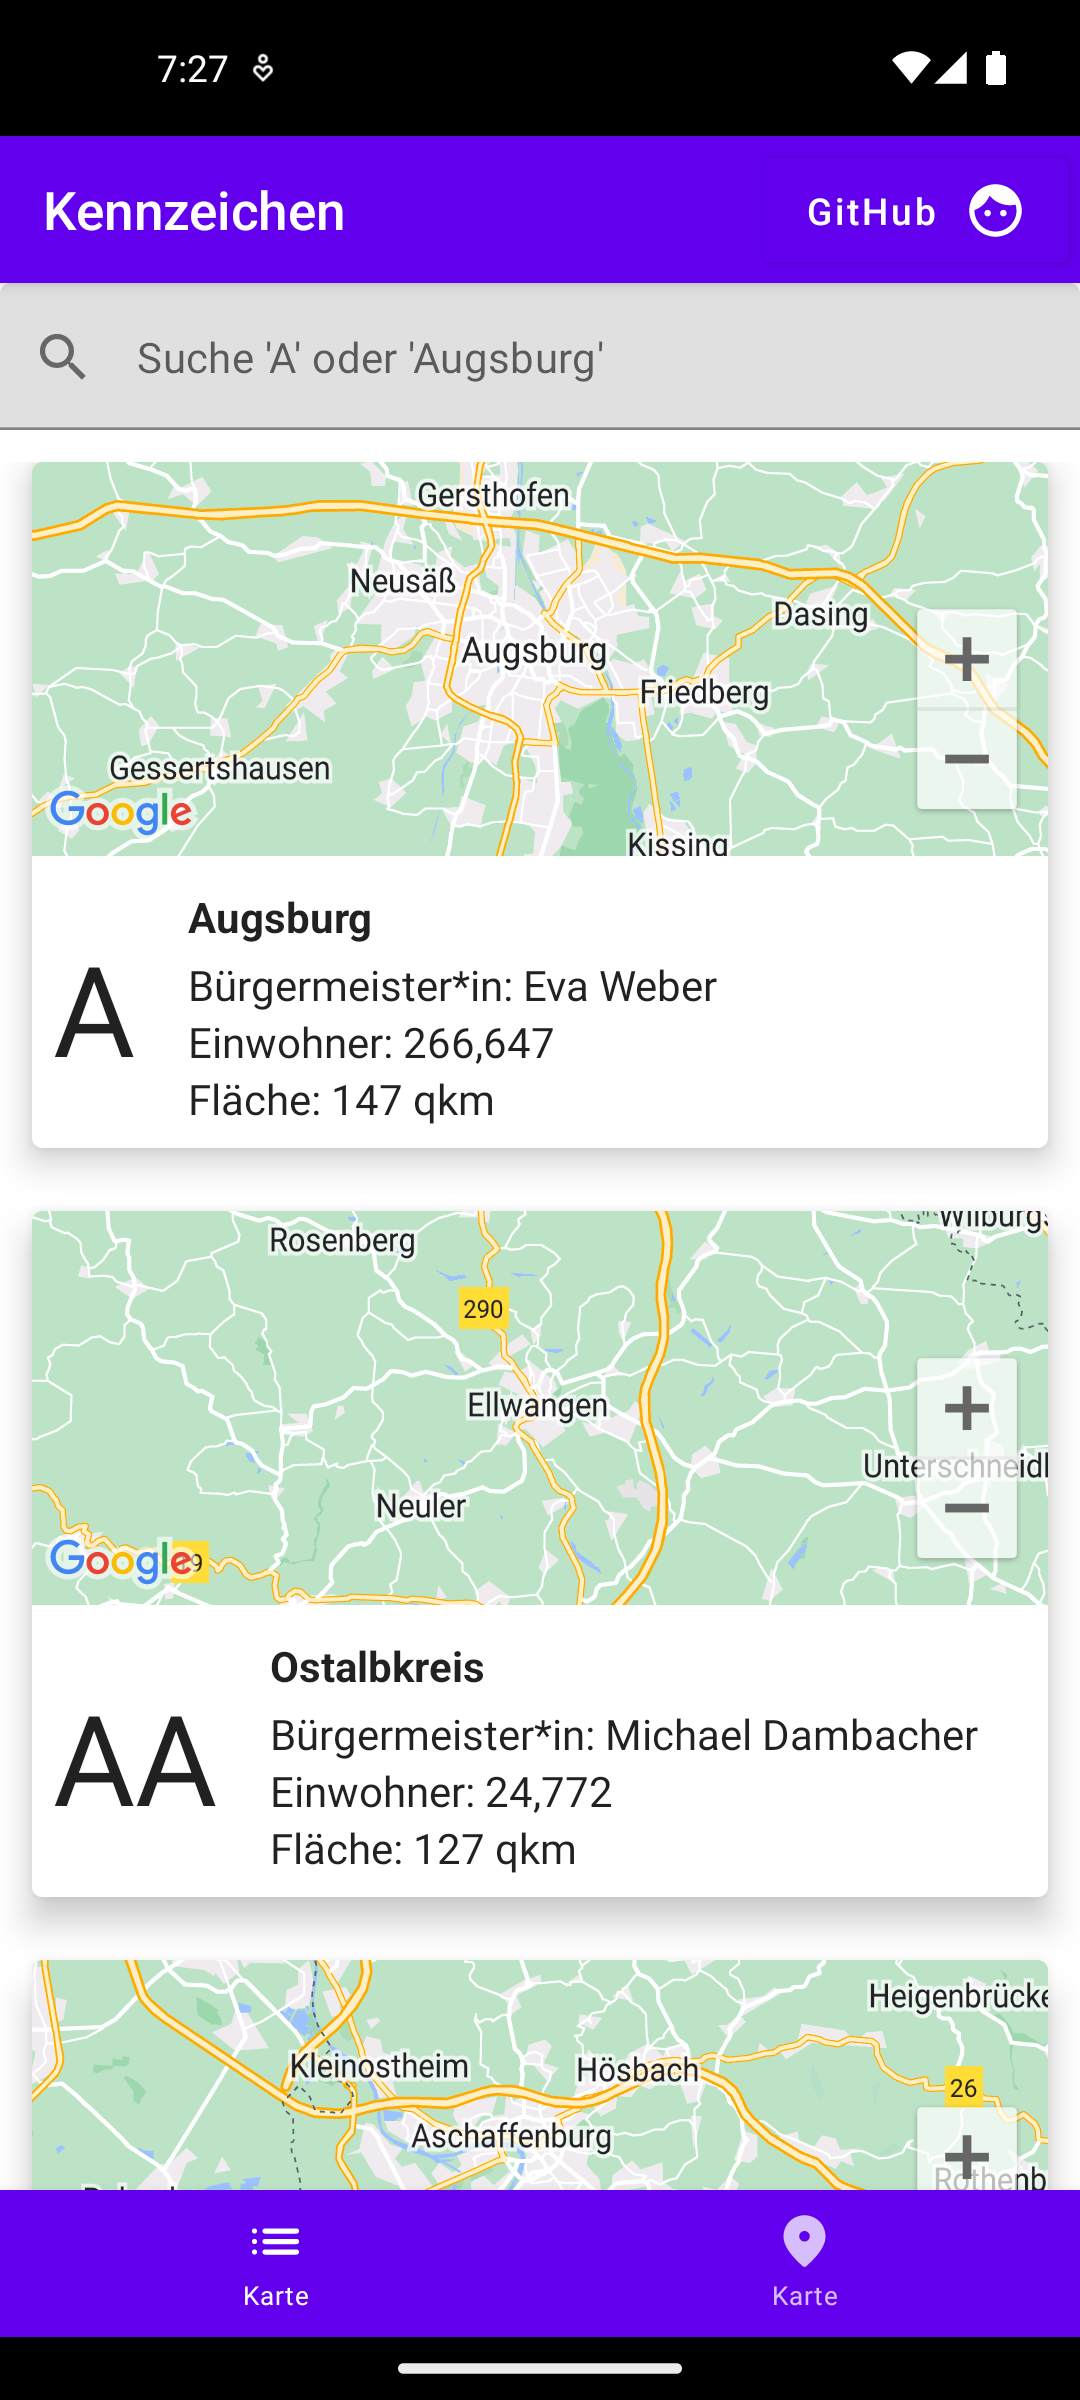 7:27
Kennzeichen
GitHub
Suche 'A' oder 'Augsburg'
Gersthofen
Neusäß
Dasing
Augsburg
Friedberg
Gessertshausen
Google
Kissing
Augsburg
A
Bürgermeister*in: Eva Weber
Einwohner: 266,647
Fläche: 147 qkm
Wilburgs
Rosenberg
290
Ellwangen
Unterschneidl
Neuler
Google
Ostalbkreis
AA
Bürgermeister*in: Michael Dambacher
Einwohner: 24,772
Fläche: 127 qkm
Heigenbrücke
Kleinostheim
Hösbach
26
Aschaffenburg
Rothenb
Karte
Karte